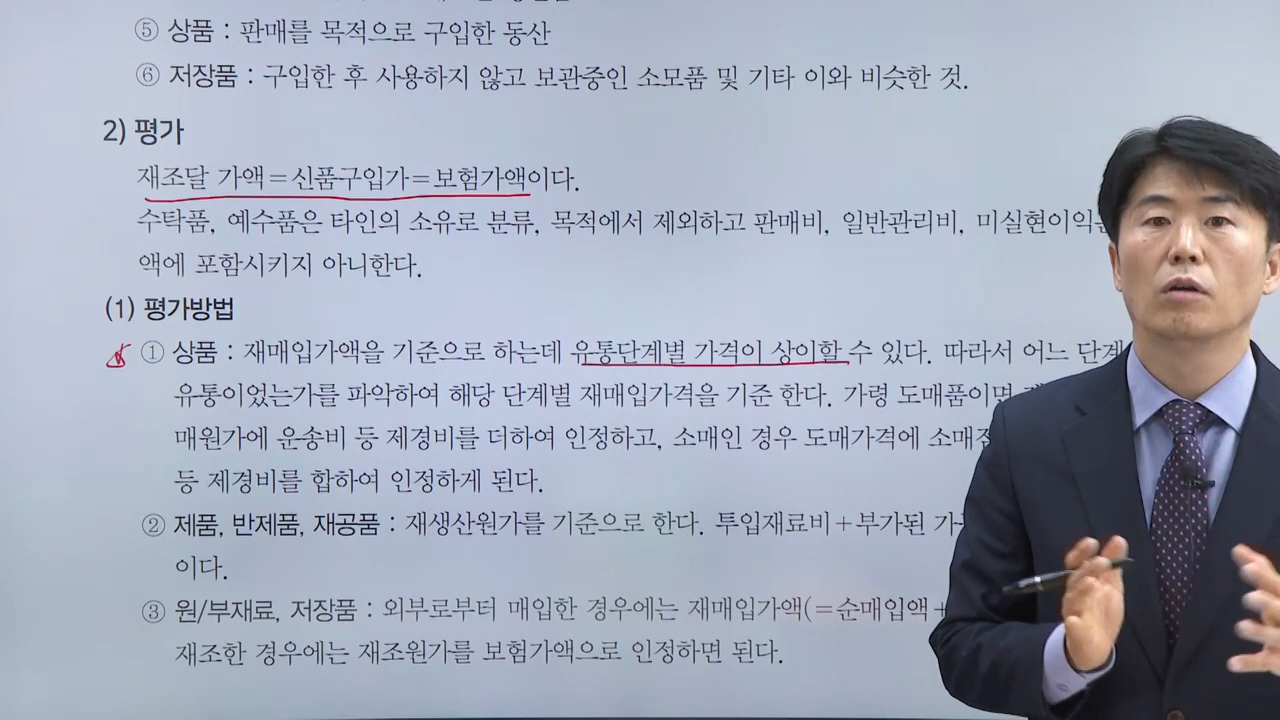 ⑤ 상품 : 판매를 목적으로 구입한 동산
⑥ 저장품 : 구입한 후 사용하지 않고 보관중인 소모품 및 기타 이와 비슷한 것.
2) 평가
재조달 가액=신품구입가=보험가액이다.
수탁품, 예수품은 타인의 소유로 분류, 목적에서 제외하고 판매비, 일반관리비, 미실현이익은
액에 포함시키지 아니한다.
(1) 평가방법
① 상품 : 재매입가액을 기준으로 하는데 유통단계별 가격이 상이할 수 있다. 따라서 어느 단계
유통이었는가를 파악하여 해당 단계별 재매입가격을 기준 한다. 가령 도매품이면
매원가에 운송비 등 제경비를 더하여 인정하고, 소매인 경우 도매가격에
등 제경비를 합하여 인정하게 된다.
② 제품, 반제품, 재공품 : 재생산원가를 기준으로 한다. 투입재료비+부가된
이다.
③ 원/부재료, 저장품 : 외부로부터 매입한 경우에는 재매입가액(=순매입액+
재조한 경우에는 재조원가를 보험가액으로 인정하면 된다.